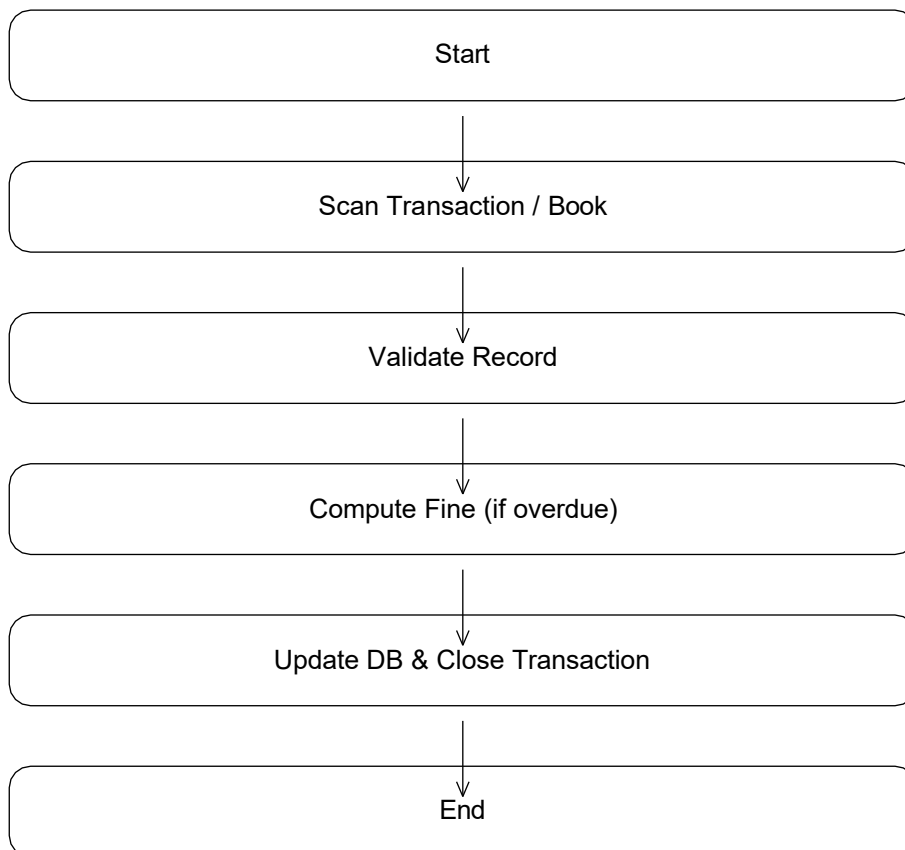 Start
Scan Transaction / Book
Validate Record
Compute Fine (if overdue)
Update DB & Close Transaction
End